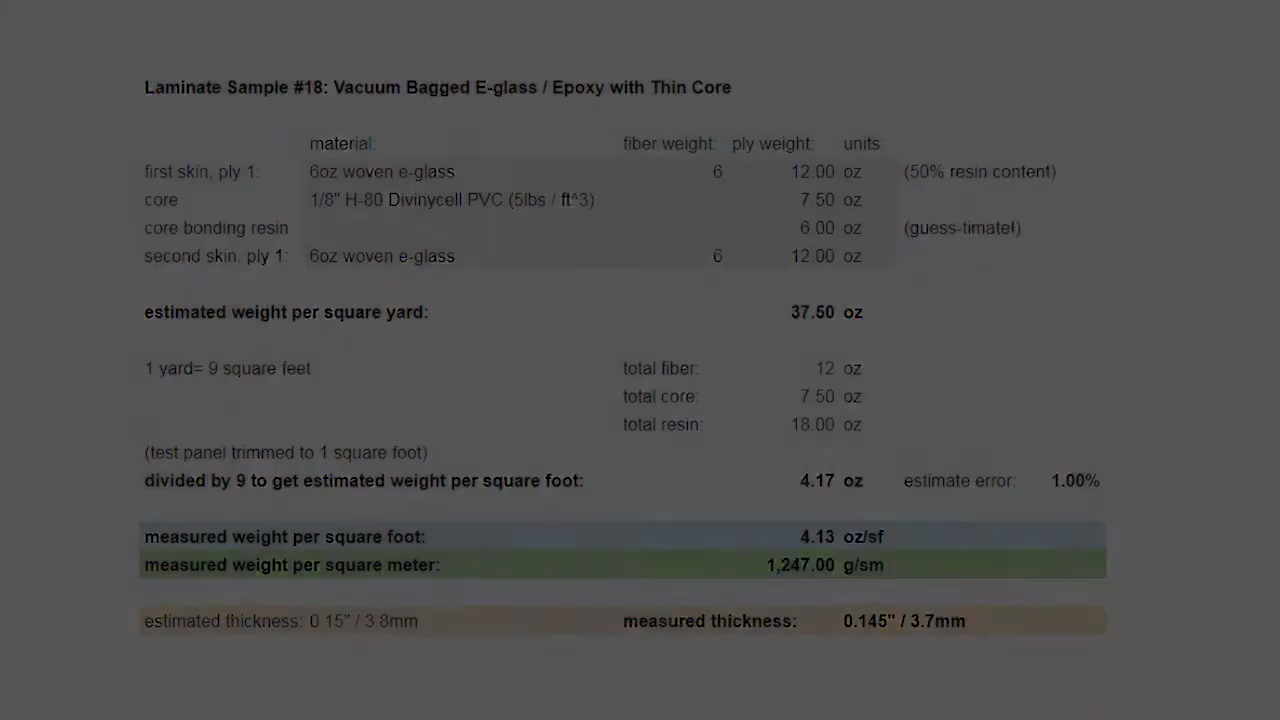 Laminate Sample #18: Vacuum Bagged E-glass / Epoxy with Thin Core
material: fiber weight: ply weight: units:
first skin, ply 1: 6oz woven e-glass 6 12.00 oz (50% resin content)
core 1/8" H-80 Divinycell PVC (5lbs / ft^3) 7.50 oz
core bonding resin 6.00 oz (guess-timate!)
second skin, ply 1: 6oz woven e-glass 6 12.00 oz
estimated weight per square yard: 37.50 oz
1 yard= 9 square feet total fiber: 12 oz
total core: 7.50 oz
total resin: 18.00 oz
(test panel trimmed to 1 square foot)
divided by 9 to get estimated weight per square foot: 4.17 oz estimate error: 1.00%
measured weight per square foot: 4.13 oz/sf
measured weight per square meter: 1,247.00 g/sm
estimated thickness: 0.15" / 3.8mm measured thickness: 0.145" / 3.7mm